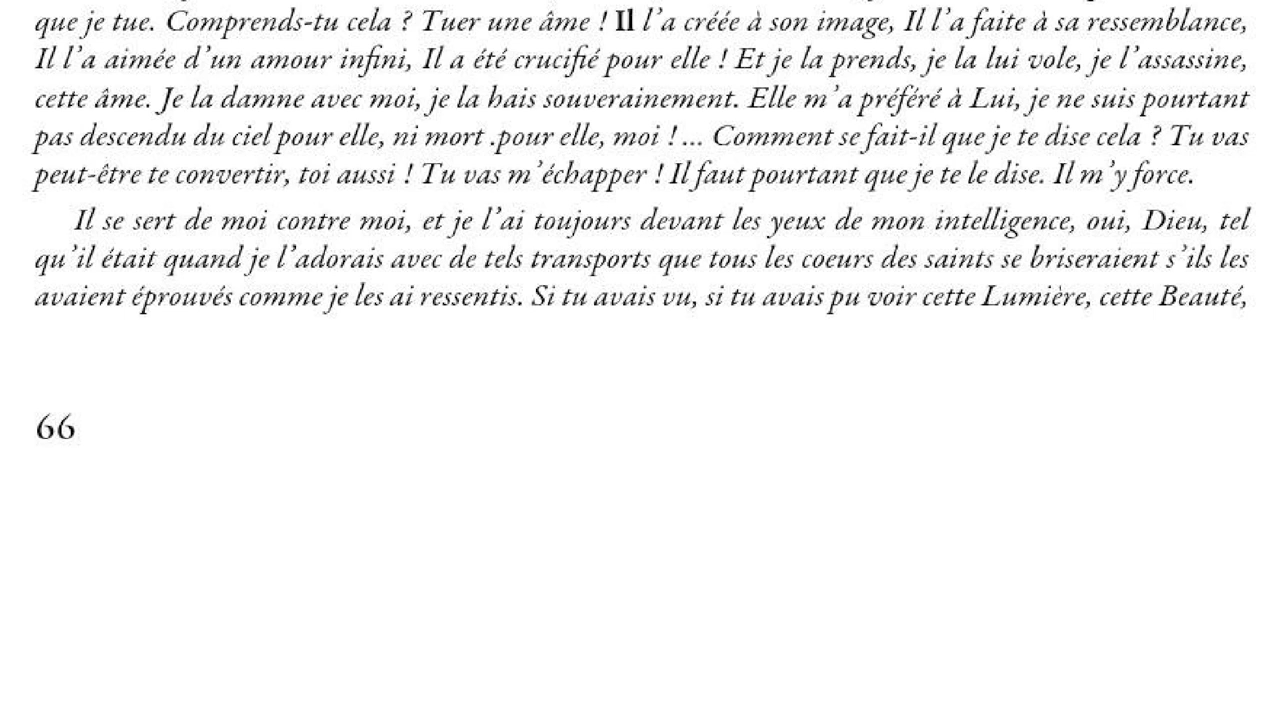 que je tue. Comprends-tu cela ? Tuer une âme ! Il l’a créée à son image, Il l’a faite à sa ressemblance,
Il l’a aimée d’un amour infini, Il a été crucifié pour elle ! Et je la prends, je la lui vole, je l’assassine,
cette âme. Je la damne avec moi, je la hais souverainement. Elle m’a préféré à Lui, je ne suis pourtant
pas descendu du ciel pour elle, ni mort .pour elle, moi !... Comment se fait-il que je te dise cela ? Tu vas
peut-être te convertir, toi aussi ! Tu vas m’échapper ! Il faut pourtant que je te le dise. Il m’y force.
Il se sert de moi contre moi, et je l’ai toujours devant les yeux de mon intelligence, oui, Dieu, tel
qu’il était quand je l’adorais avec de tels transports que tous les coeurs des saints se briseraient s’ils les
avaient éprouvés comme je les ai ressentis. Si tu avais vu, si tu avais pu voir cette Lumière, cette Beauté,
66